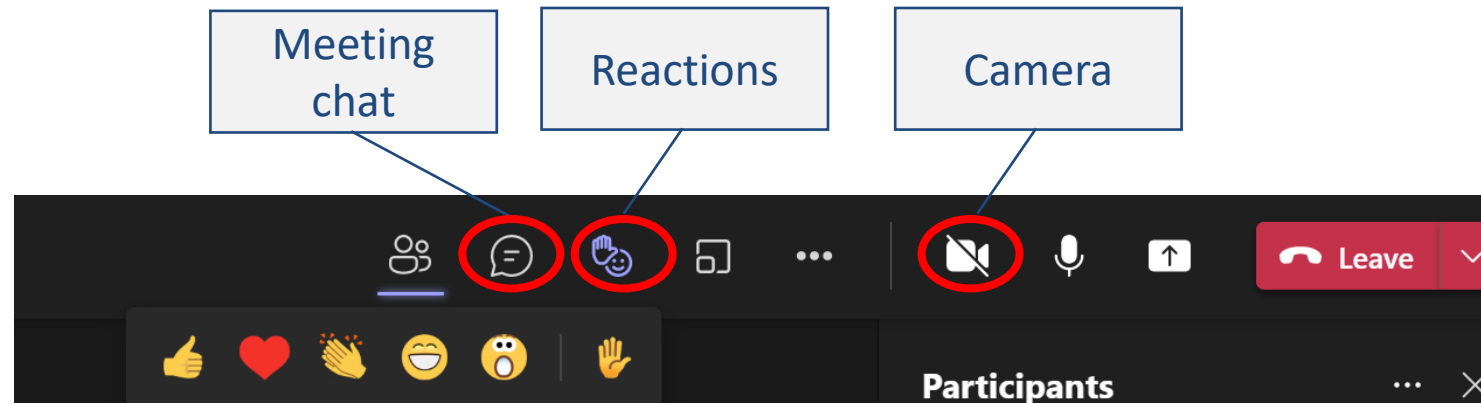 Meeting
chat
Reactions
Camera
Leave
Participants